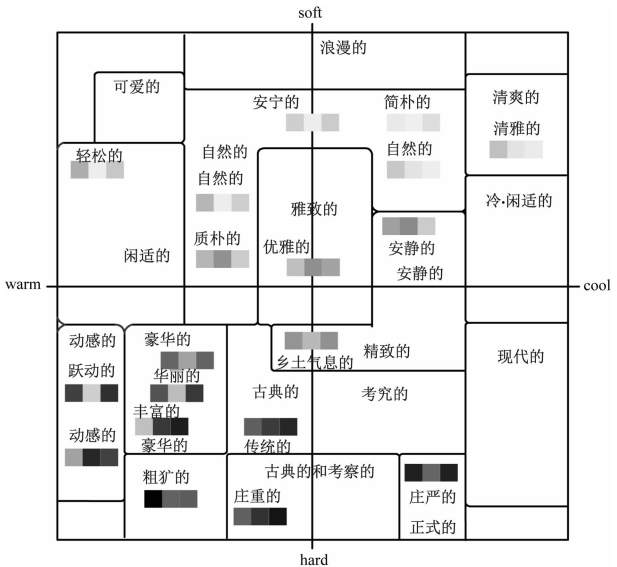 soft
浪漫的
可爱的
安宁的
简朴的
清爽的
清雅的
轻松的
自然的
自然的
自然的
雅致的
冷·闲适的
质朴的
优雅的
安静的
安静的
闲适的
warm
cool
动感的
豪华的
乡土气息的
精致的
现代的
跃动的
华丽的
古典的
考究的
丰富的
动感的
豪华的
传统的
粗犷的
古典的和考察的
庄重的
庄严的
正式的
hard